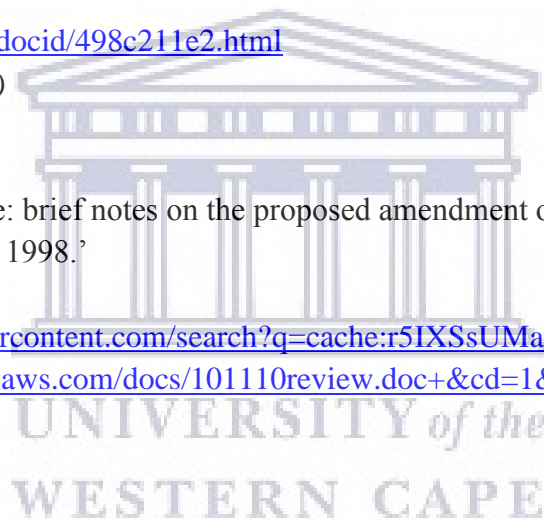 docid/498c211e2.html
)
e: brief notes on the proposed amendment o
1998.’
rcontent.com/search?q=cache:r5IXSsUMa
laws.com/docs/101110review.doc+&cd=1&
UNIVERSITY of the
WESTERN CAPE